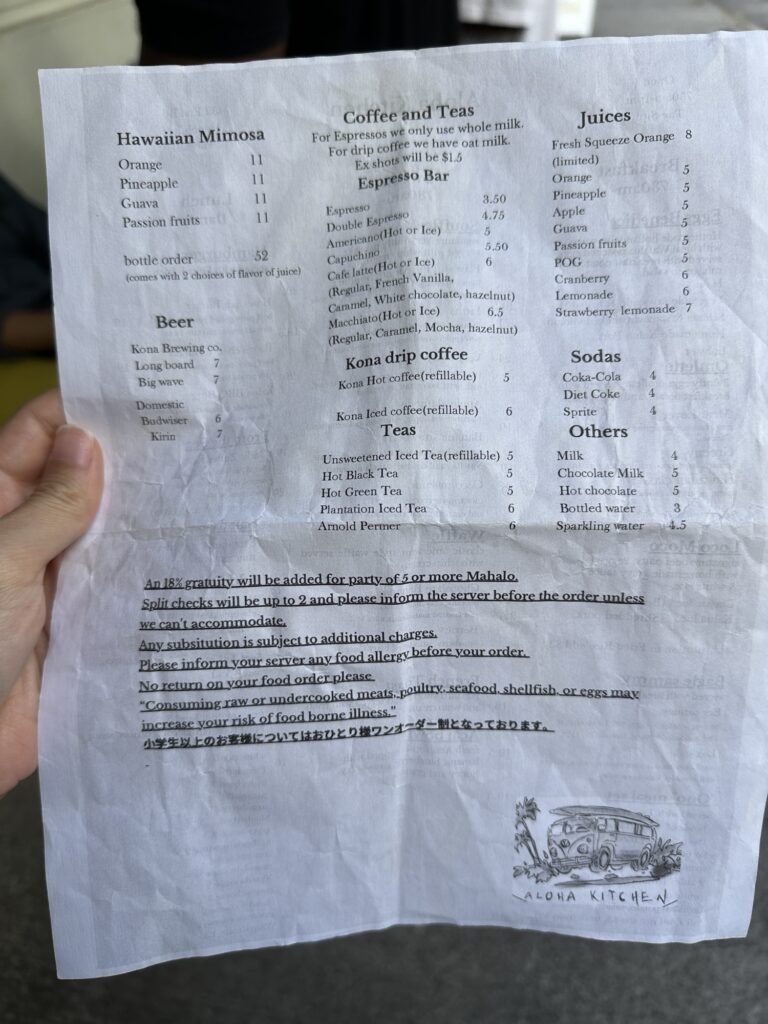 Hawaiian Mimosa
Orange 11
Pineapple 11
Guava 11
Passion fruits 11
bottle order 52
(comes with 2 choices of flavor of juice)
Beer
Kona Brewing co.
Long board 7
Big wave 7
Domestic
Budwiser 6
Kirin 7
Coffee and Teas
For Espressos we only use whole milk.
For drip coffee we have oat milk.
Ex shots will be $1.5
Espresso Bar
Espresso 3.50
Double Espresso 4.75
Americano(Hot or Ice) 5
Capuchino 5.50
Cafe latte(Hot or Ice) 6
(Regular, French Vanilla,
Caramel, White chocolate, hazelnut)
Macchiato(Hot or Ice) 6.5
(Regular, Caramel, Mocha, hazelnut)
Kona drip coffee
Kona Hot coffee(refillable) 5
Kona Iced coffee(refillable) 6
Teas
Unsweetened Iced Tea(refillable) 5
Hot Black Tea 5
Hot Green Tea 5
Plantation Iced Tea 6
Arnold Permer 6
Juices
Fresh Squeeze Orange 8
(limited)
Orange 5
Pineapple 5
Apple 5
Guava 5
Passion fruits 5
POG 5
Cranberry 6
Lemonade 6
Strawberry lemonade 7
Sodas
Coka-Cola 4
Diet Coke 4
Sprite 4
Others
Milk 4
Chocolate Milk 5
Hot chocolate 5
Bottled water 3
Sparkling water 4.5
An 18% gratuity will be added for party of 5 or more Mahalo.
Split checks will be up to 2 and please inform the server before the order unless
we can't accommodate.
Any subsitution is subject to additional charges.
Please inform your server any food allergy before your order.
No return on your food order please
"Consuming raw or undercooked meats, poultry, seafood, shellfish, or eggs may
increase your risk of food borne illness."
小学生以上のお客様についてはおひとり様ワンオーダー制となっております。
ALOHA KITCHEN